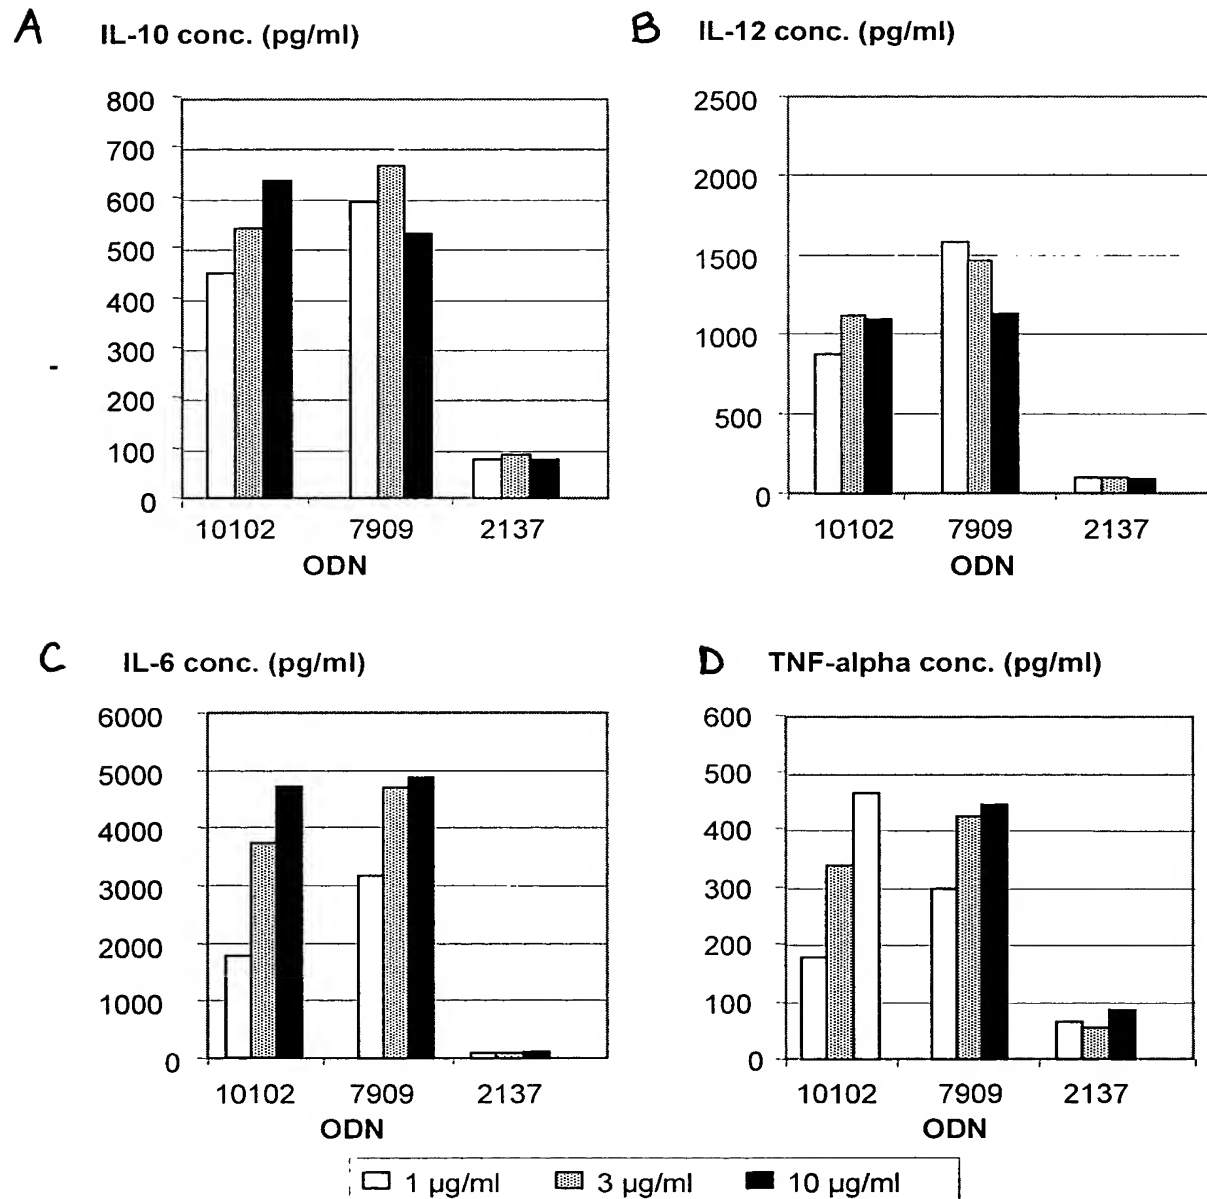 A IL-10 conc. (pg/ml)
800
700
600
500
400
300
200
100
0
10102 7909 2137
ODN
B IL-12 conc. (pg/ml)
2500
2000
1500
1000
500
0
10102 7909 2137
ODN
C IL-6 conc. (pg/ml)
6000
5000
4000
3000
2000
1000
0
10102 7909 2137
ODN
D TNF-alpha conc. (pg/ml)
600
500
400
300
200
100
0
10102 7909 2137
ODN
1 µg/ml 3 µg/ml 10 µg/ml